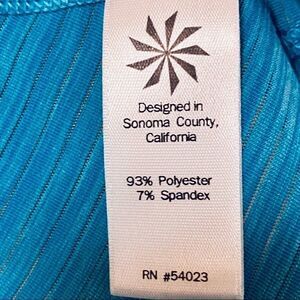 Designed in
Sonoma County,
California
93% Polyester
7% Spandex
RN #54023